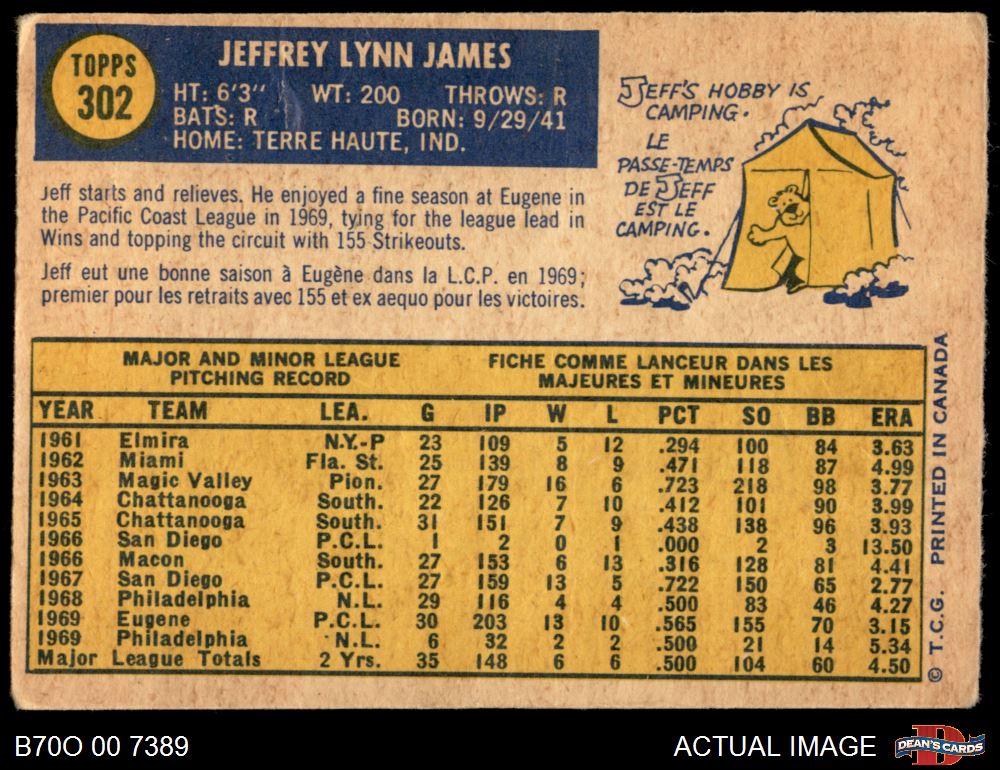 TOPPS
302
JEFFREY LYNN JAMES
HT: 6'3" WT: 200 THROWS: R
BATS: R BORN: 9/29/41
HOME: TERRE HAUTE, IND.
JEFF'S HOBBY IS
CAMPING.
LE
PASSE-TEMPS
DE JEFF
EST LE
CAMPING.
Jeff starts and relieves. He enjoyed a fine season at Eugene in
the Pacific Coast League in 1969, tying for the league lead in
Wins and topping the circuit with 155 Strikeouts.
Jeff eut une bonne saison à Eugène dans la L.C.P. en 1969;
premier pour les retraits avec 155 et ex aequo pour les victoires.
MAJOR AND MINOR LEAGUE
PITCHING RECORD
FICHE COMME LANCEUR DANS LES
MAJEURES ET MINEURES
YEAR TEAM LEA. G IP W L PCT SO BB ERA
1961 Elmira N.Y.-P 23 109 5 12 .294 100 84 3.63
1962 Miami Fla. St. 25 139 8 9 .471 118 87 4.99
1963 Magic Valley Pion. 27 179 16 6 .723 218 98 3.77
1964 Chattanooga South. 22 126 7 10 .412 101 90 3.99
1965 Chattanooga South. 31 151 7 9 .438 138 96 3.93
1966 San Diego P.C.L. 1 2 0 1 .000 2 3 13.50
1966 Macon South. 27 153 6 13 .316 128 81 4.41
1967 San Diego P.C.L. 27 159 13 5 .722 150 65 2.77
1968 Philadelphia N.L. 29 116 4 4 .500 83 46 4.27
1969 Eugene P.C.L. 30 203 13 10 .565 155 70 3.15
1969 Philadelphia N.L. 6 32 2 2 .500 21 14 5.34
Major League Totals 2 Yrs. 35 148 6 6 .500 104 60 4.50
© T.C.G. PRINTED IN CANADA
B70O 00 7389
ACTUAL IMAGE
D
DEAN'S CARDS